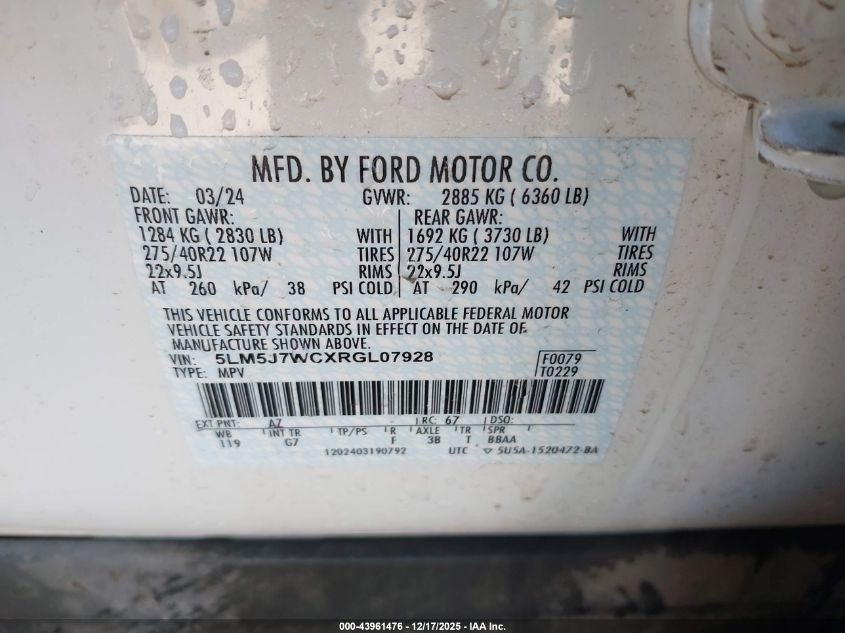 MFD. BY FORD MOTOR CO.
DATE: 03/24 GVWR: 2885 KG ( 6360 LB)
FRONT GAWR: REAR GAWR:
1284 KG ( 2830 LB) WITH 1692 KG ( 3730 LB) WITH
275/40R22 107W TIRES 275/40R22 107W TIRES
22x9.5J RIMS 22x9.5J RIMS
AT 260 kPa/ 38 PSI COLD AT 290 kPa/ 42 PSI COLD
THIS VEHICLE CONFORMS TO ALL APPLICABLE FEDERAL MOTOR
VEHICLE SAFETY STANDARDS IN EFFECT ON THE DATE OF
MANUFACTURE SHOWN ABOVE.
VIN: 5LM5J7WCXRGL07928 F0079
TYPE: MPV T0229
EXT PNT: AZ RC: 67 DSO:
WB INT TR TP/PS R AXLE TR SPR
119 G7 F 3B T BBAA
1202403190792 UTC ▽ 5U5A-1520472-BA
000-43961476 - 12/17/2025 - IAA Inc.